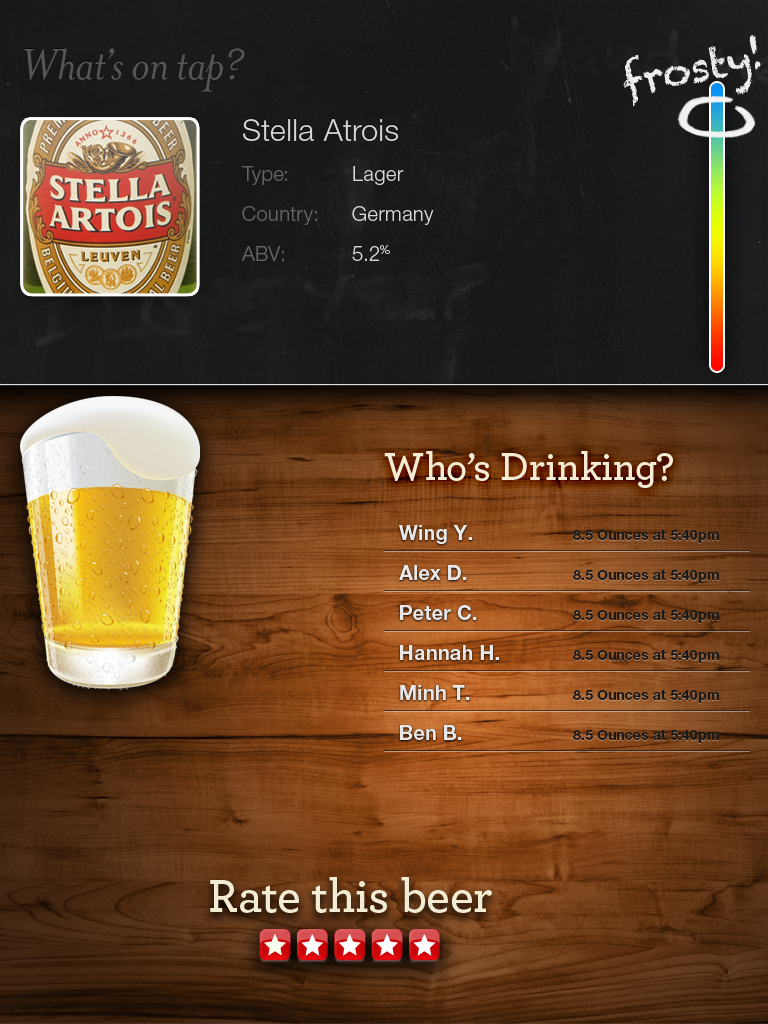 What's on tap?
frosty!
PREM
BEER
ANNO 1366
STELLA
ARTOIS
LEUVEN
BELGIU
AL BEER
Stella Atrois
Type: Lager
Country: Germany
ABV: 5.2%
Who's Drinking?
Wing Y. 8.5 Ounces at 5:40pm
Alex D. 8.5 Ounces at 5:40pm
Peter C. 8.5 Ounces at 5:40pm
Hannah H. 8.5 Ounces at 5:40pm
Minh T. 8.5 Ounces at 5:40pm
Ben B. 8.5 Ounces at 5:40pm
Rate this beer